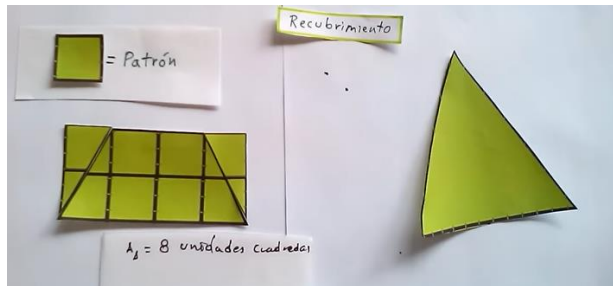 Recubrimiento
= Patrón
A₁ = 8 unidades cuadradas